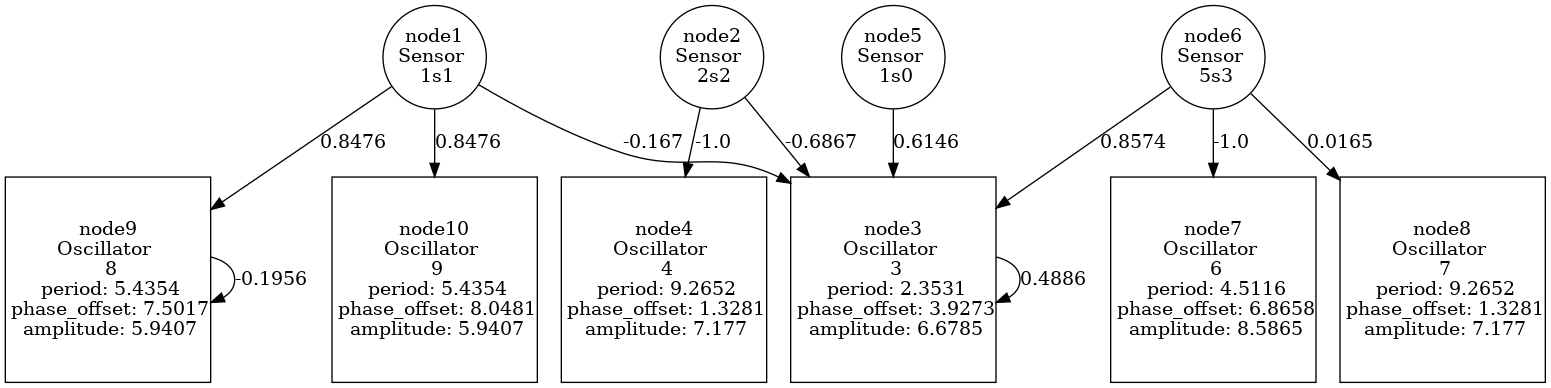 node1
Sensor
1s1
node2
Sensor
2s2
node5
Sensor
1s0
node6
Sensor
5s3
0.8476
0.8476
-0.167
-1.0
-0.6867
0.6146
0.8574
-1.0
0.0165
node9
Oscillator
8
period: 5.4354
phase_offset: 7.5017
amplitude: 5.9407
-0.1956
node10
Oscillator
9
period: 5.4354
phase_offset: 8.0481
amplitude: 5.9407
node4
Oscillator
4
period: 9.2652
phase_offset: 1.3281
amplitude: 7.177
node3
Oscillator
3
period: 2.3531
phase_offset: 3.9273
amplitude: 6.6785
0.4886
node7
Oscillator
6
period: 4.5116
phase_offset: 6.8658
amplitude: 8.5865
node8
Oscillator
7
period: 9.2652
phase_offset: 1.3281
amplitude: 7.177